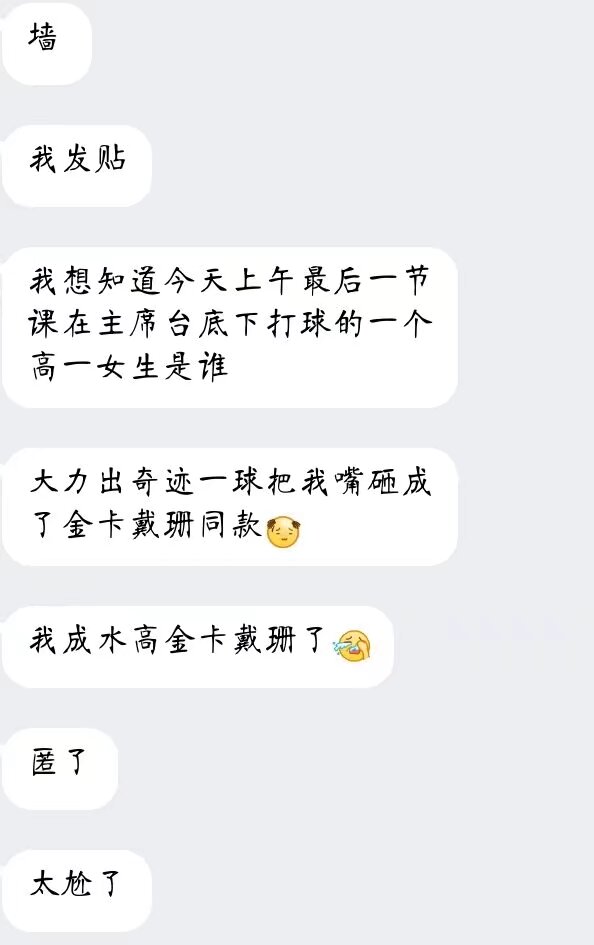 墙
我发贴
我想知道今天上午最后一节
课在主席台底下打球的一个
高一女生是谁
大力出奇迹一球把我嘴砸成
了金卡戴珊同款
我成水高金卡戴珊了
匿了
太尬了